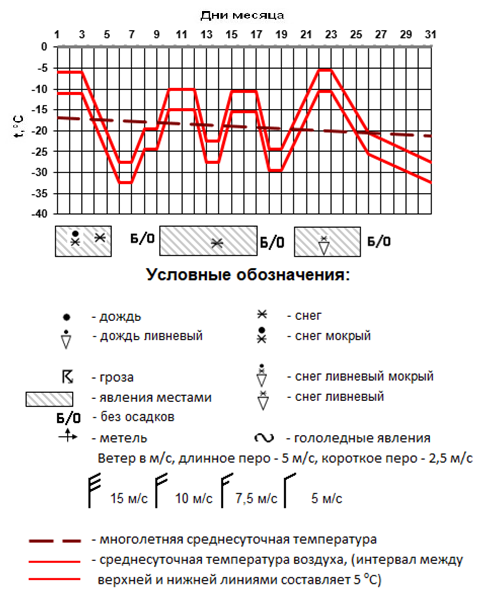 Дни месяца
1 3 5 7 9 11 13 15 17 19 21 23 25 27 29 31
t,°C
0
-5
-10
-15
-20
-25
-30
-35
-40
Б/О Б/О Б/О
Условные обозначения:
- дождь - снег
- дождь ливневый - снег мокрый
- гроза - снег ливневый мокрый
- явления местами - снег ливневый
Б/О - без осадков
- метель - гололедные явления
Ветер в м/с, длинное перо - 5 м/с, короткое перо - 2,5 м/с
15 м/с 10 м/с 7,5 м/с 5 м/с
- многолетняя среднесуточная температура
- среднесуточная температура воздуха, (интервал между
верхней и нижней линиями составляет 5 °С)